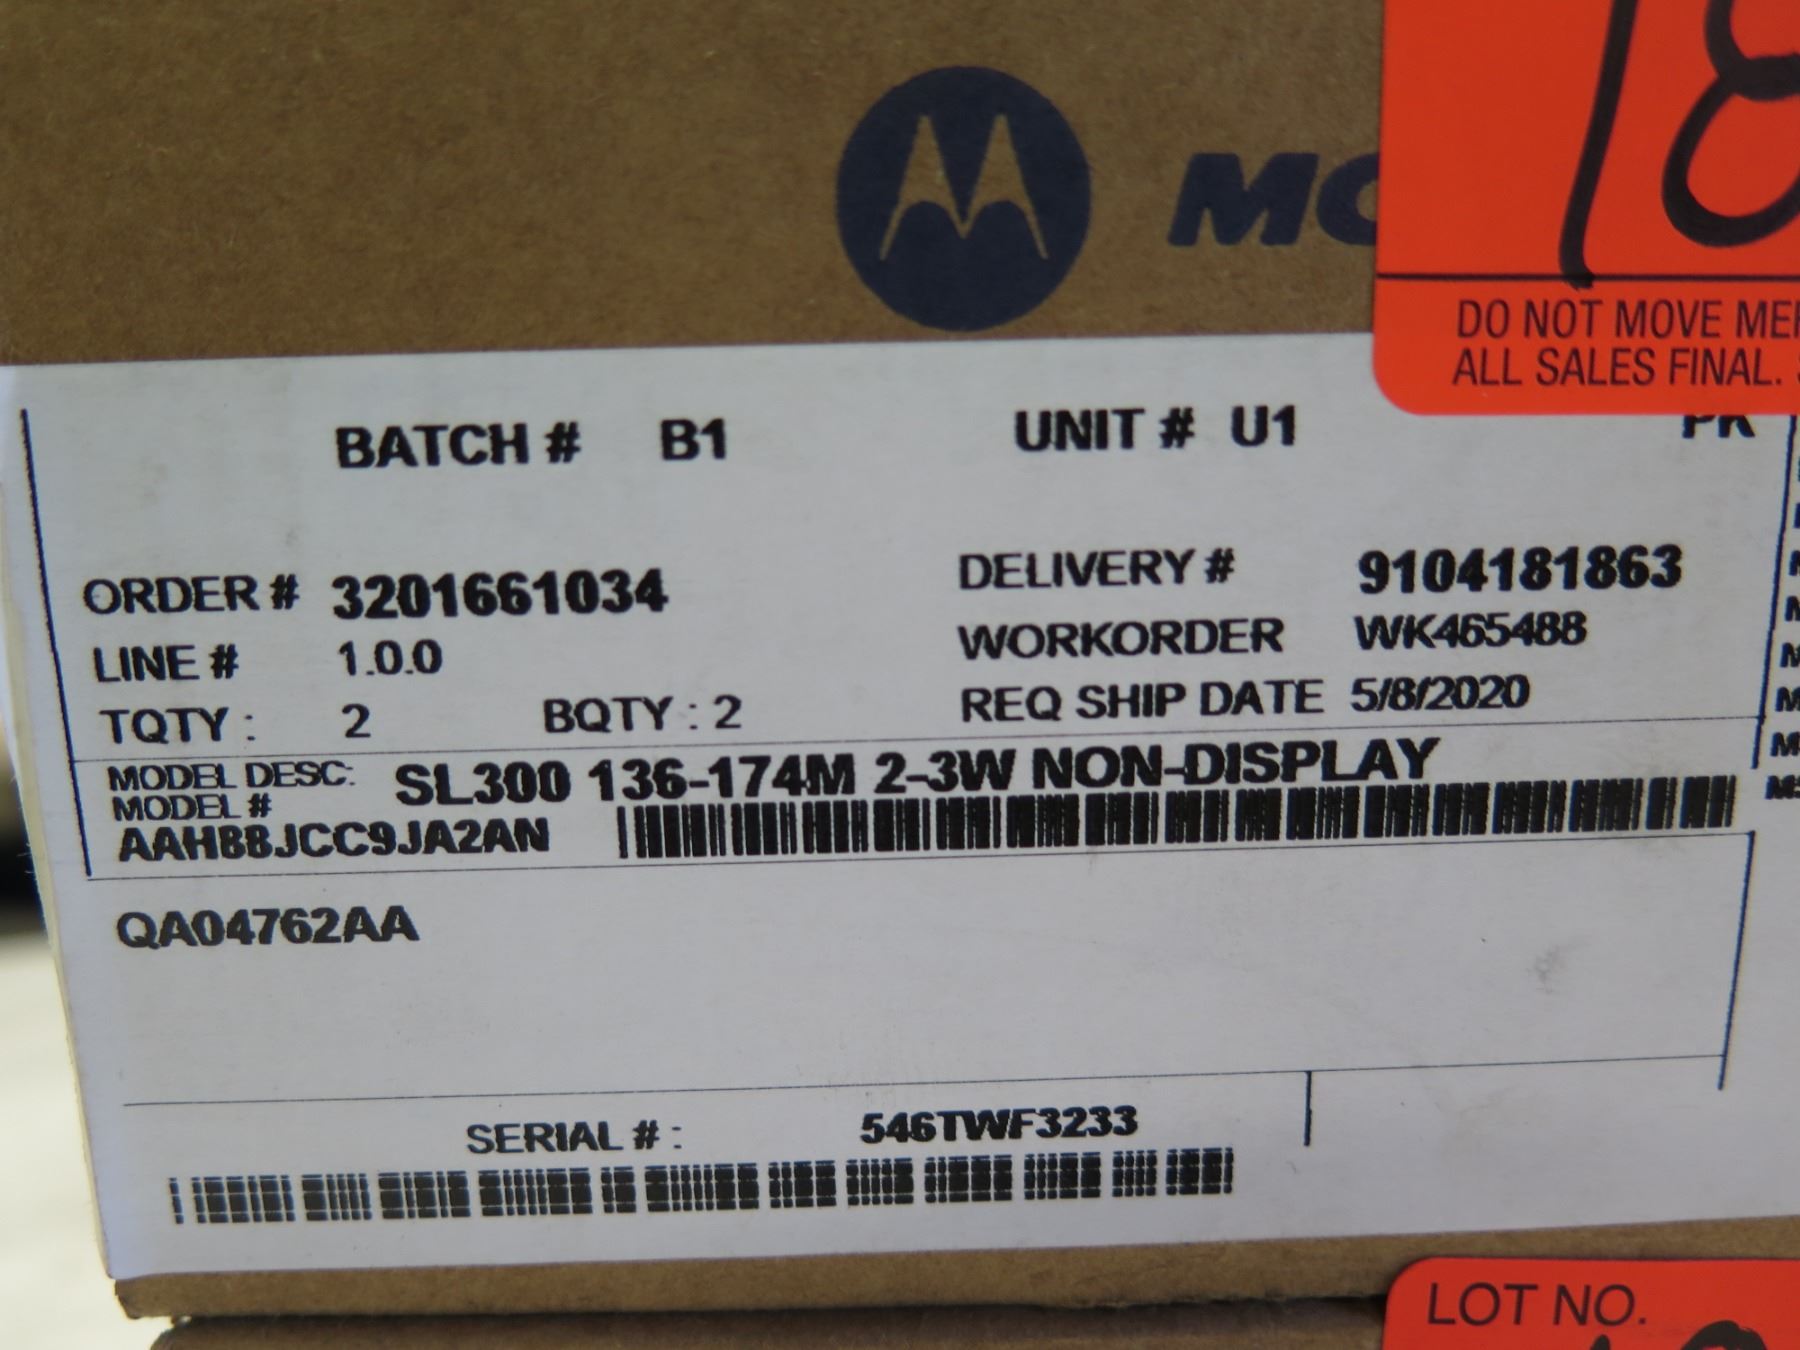 MO
18
DO NOT MOVE
ALL SALES FINAL.
BATCH # B1 UNIT # U1
ORDER # 3201661034 DELIVERY # 9104181863
LINE # 1.0.0 WORKORDER WK465488
TQTY : 2 BQTY : 2 REQ SHIP DATE 5/8/2020
MODEL DESC: SL300 136-174M 2-3W NON-DISPLAY
MODEL #
AAH88JCC9JA2AN
QA04762AA
SERIAL # : 546TWF3233
LOT NO.